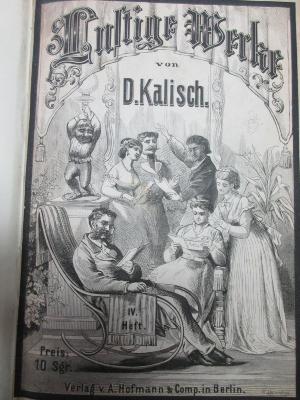 Lustige Werke
von
D. Kalisch.
IV.
Heft.
Preis:
10 Sgr.
Verlag v. A. Hofmann & Comp. in Berlin.